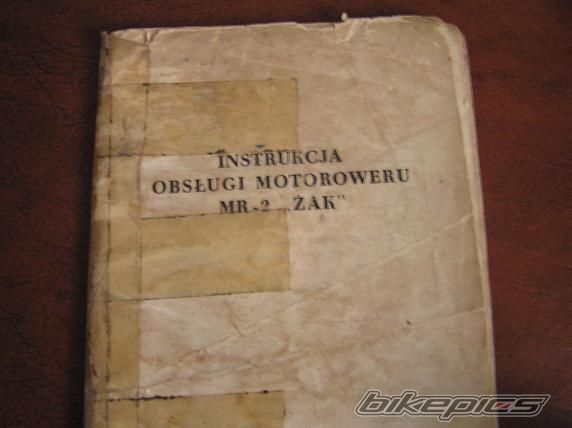 INSTRUKCJA
OBSŁUGI MOTOROWERU
MR-2 „ŻAK"
bikepics